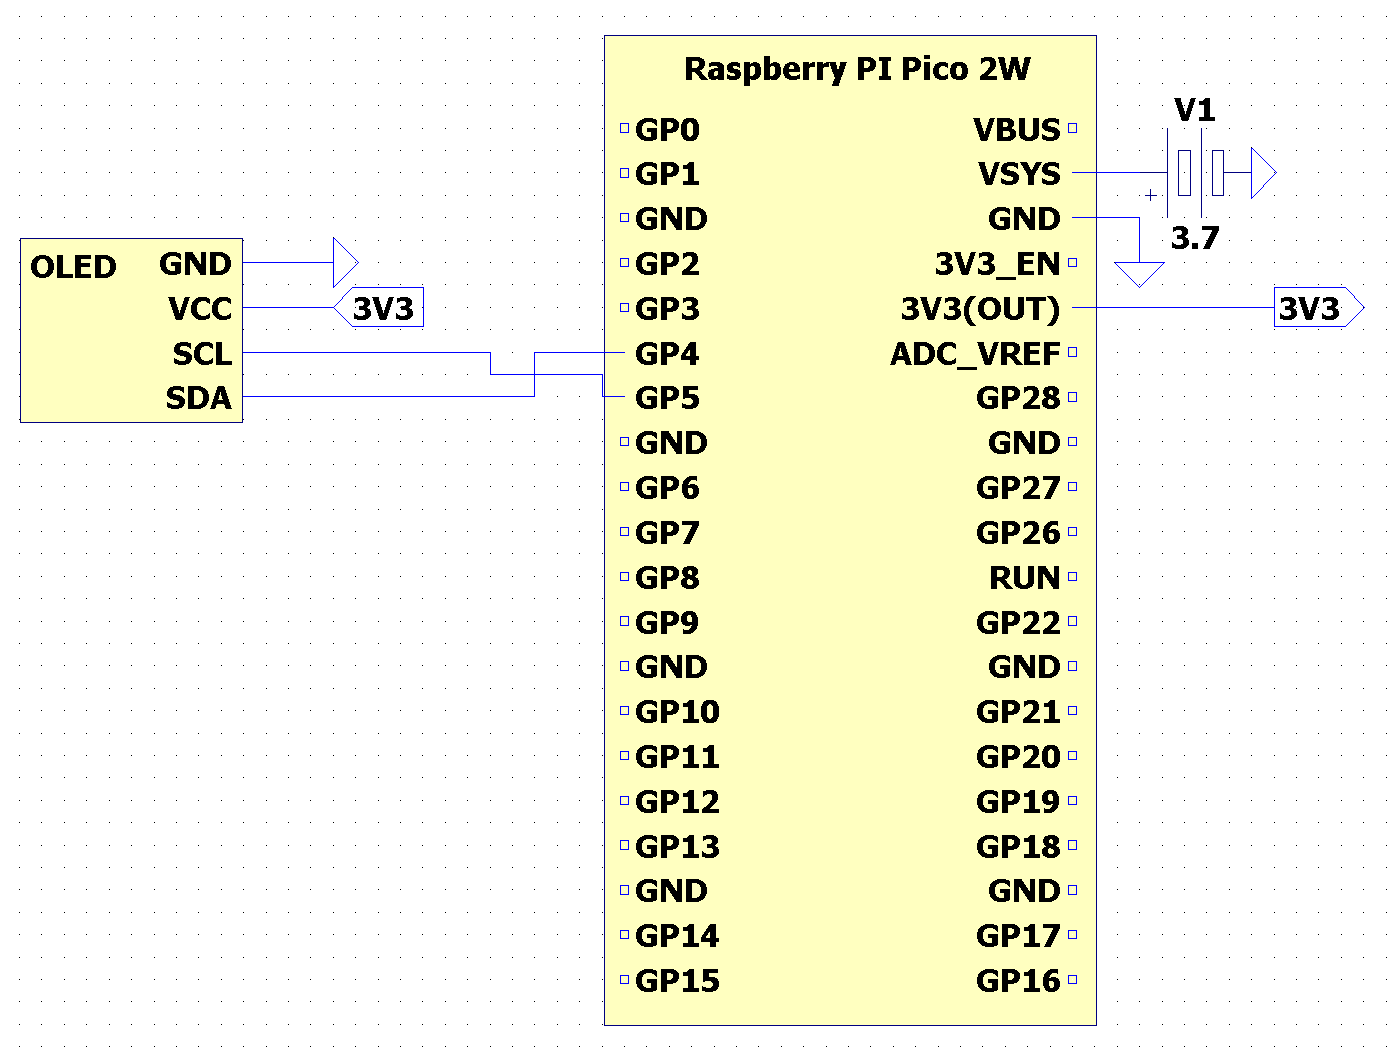 Raspberry PI Pico 2W
GP0
GP1
GND
GP2
GP3
GP4
GP5
GND
GP6
GP7
GP8
GP9
GND
GP10
GP11
GP12
GP13
GND
GP14
GP15
VBUS
VSYS
GND
3V3_EN
3V3(OUT)
ADC_VREF
GP28
GND
GP27
GP26
RUN
GP22
GND
GP21
GP20
GP19
GP18
GND
GP17
GP16
OLED
GND
VCC
SCL
SDA
3V3
V1
+
3.7
3V3